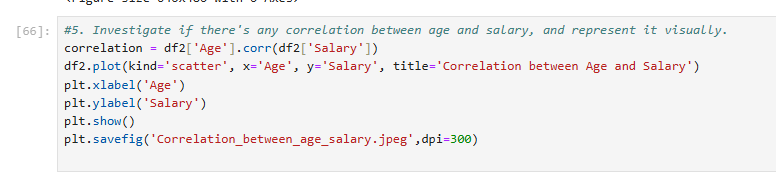 [66]:
#5. Investigate if there's any correlation between age and salary, and represent it visually.
correlation = df2['Age'].corr(df2['Salary'])
df2.plot(kind='scatter', x='Age', y='Salary', title='Correlation between Age and Salary')
plt.xlabel('Age')
plt.ylabel('Salary')
plt.show()
plt.savefig('Correlation_between_age_salary.jpeg',dpi=300)